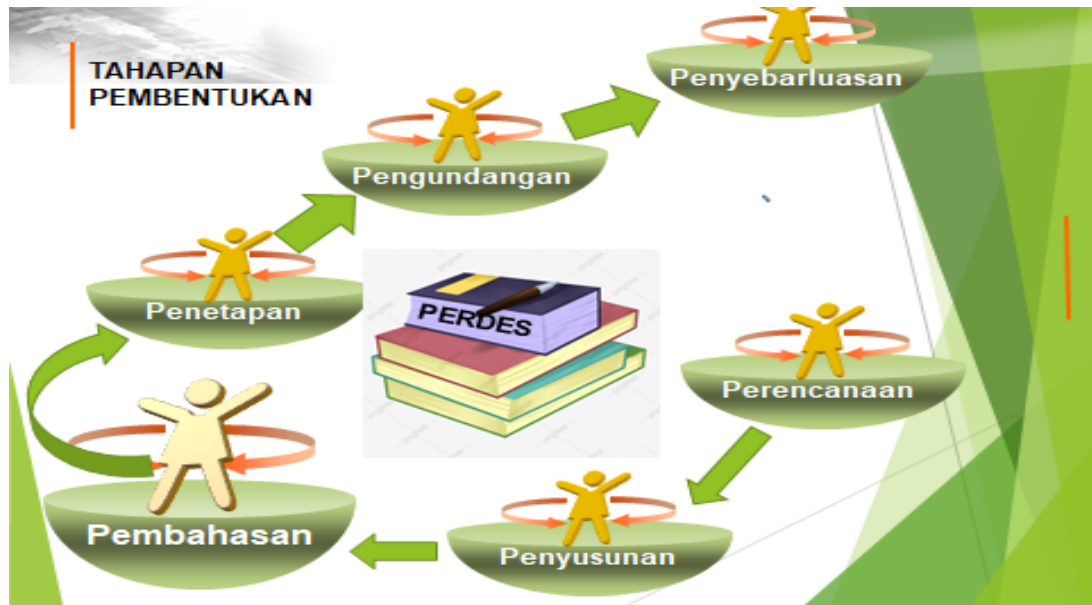 TAHAPAN
PEMBENTUKAN
Penyebarluasan
Pengundangan
Penetapan
PERDES
Perencanaan
Pembahasan
Penyusunan